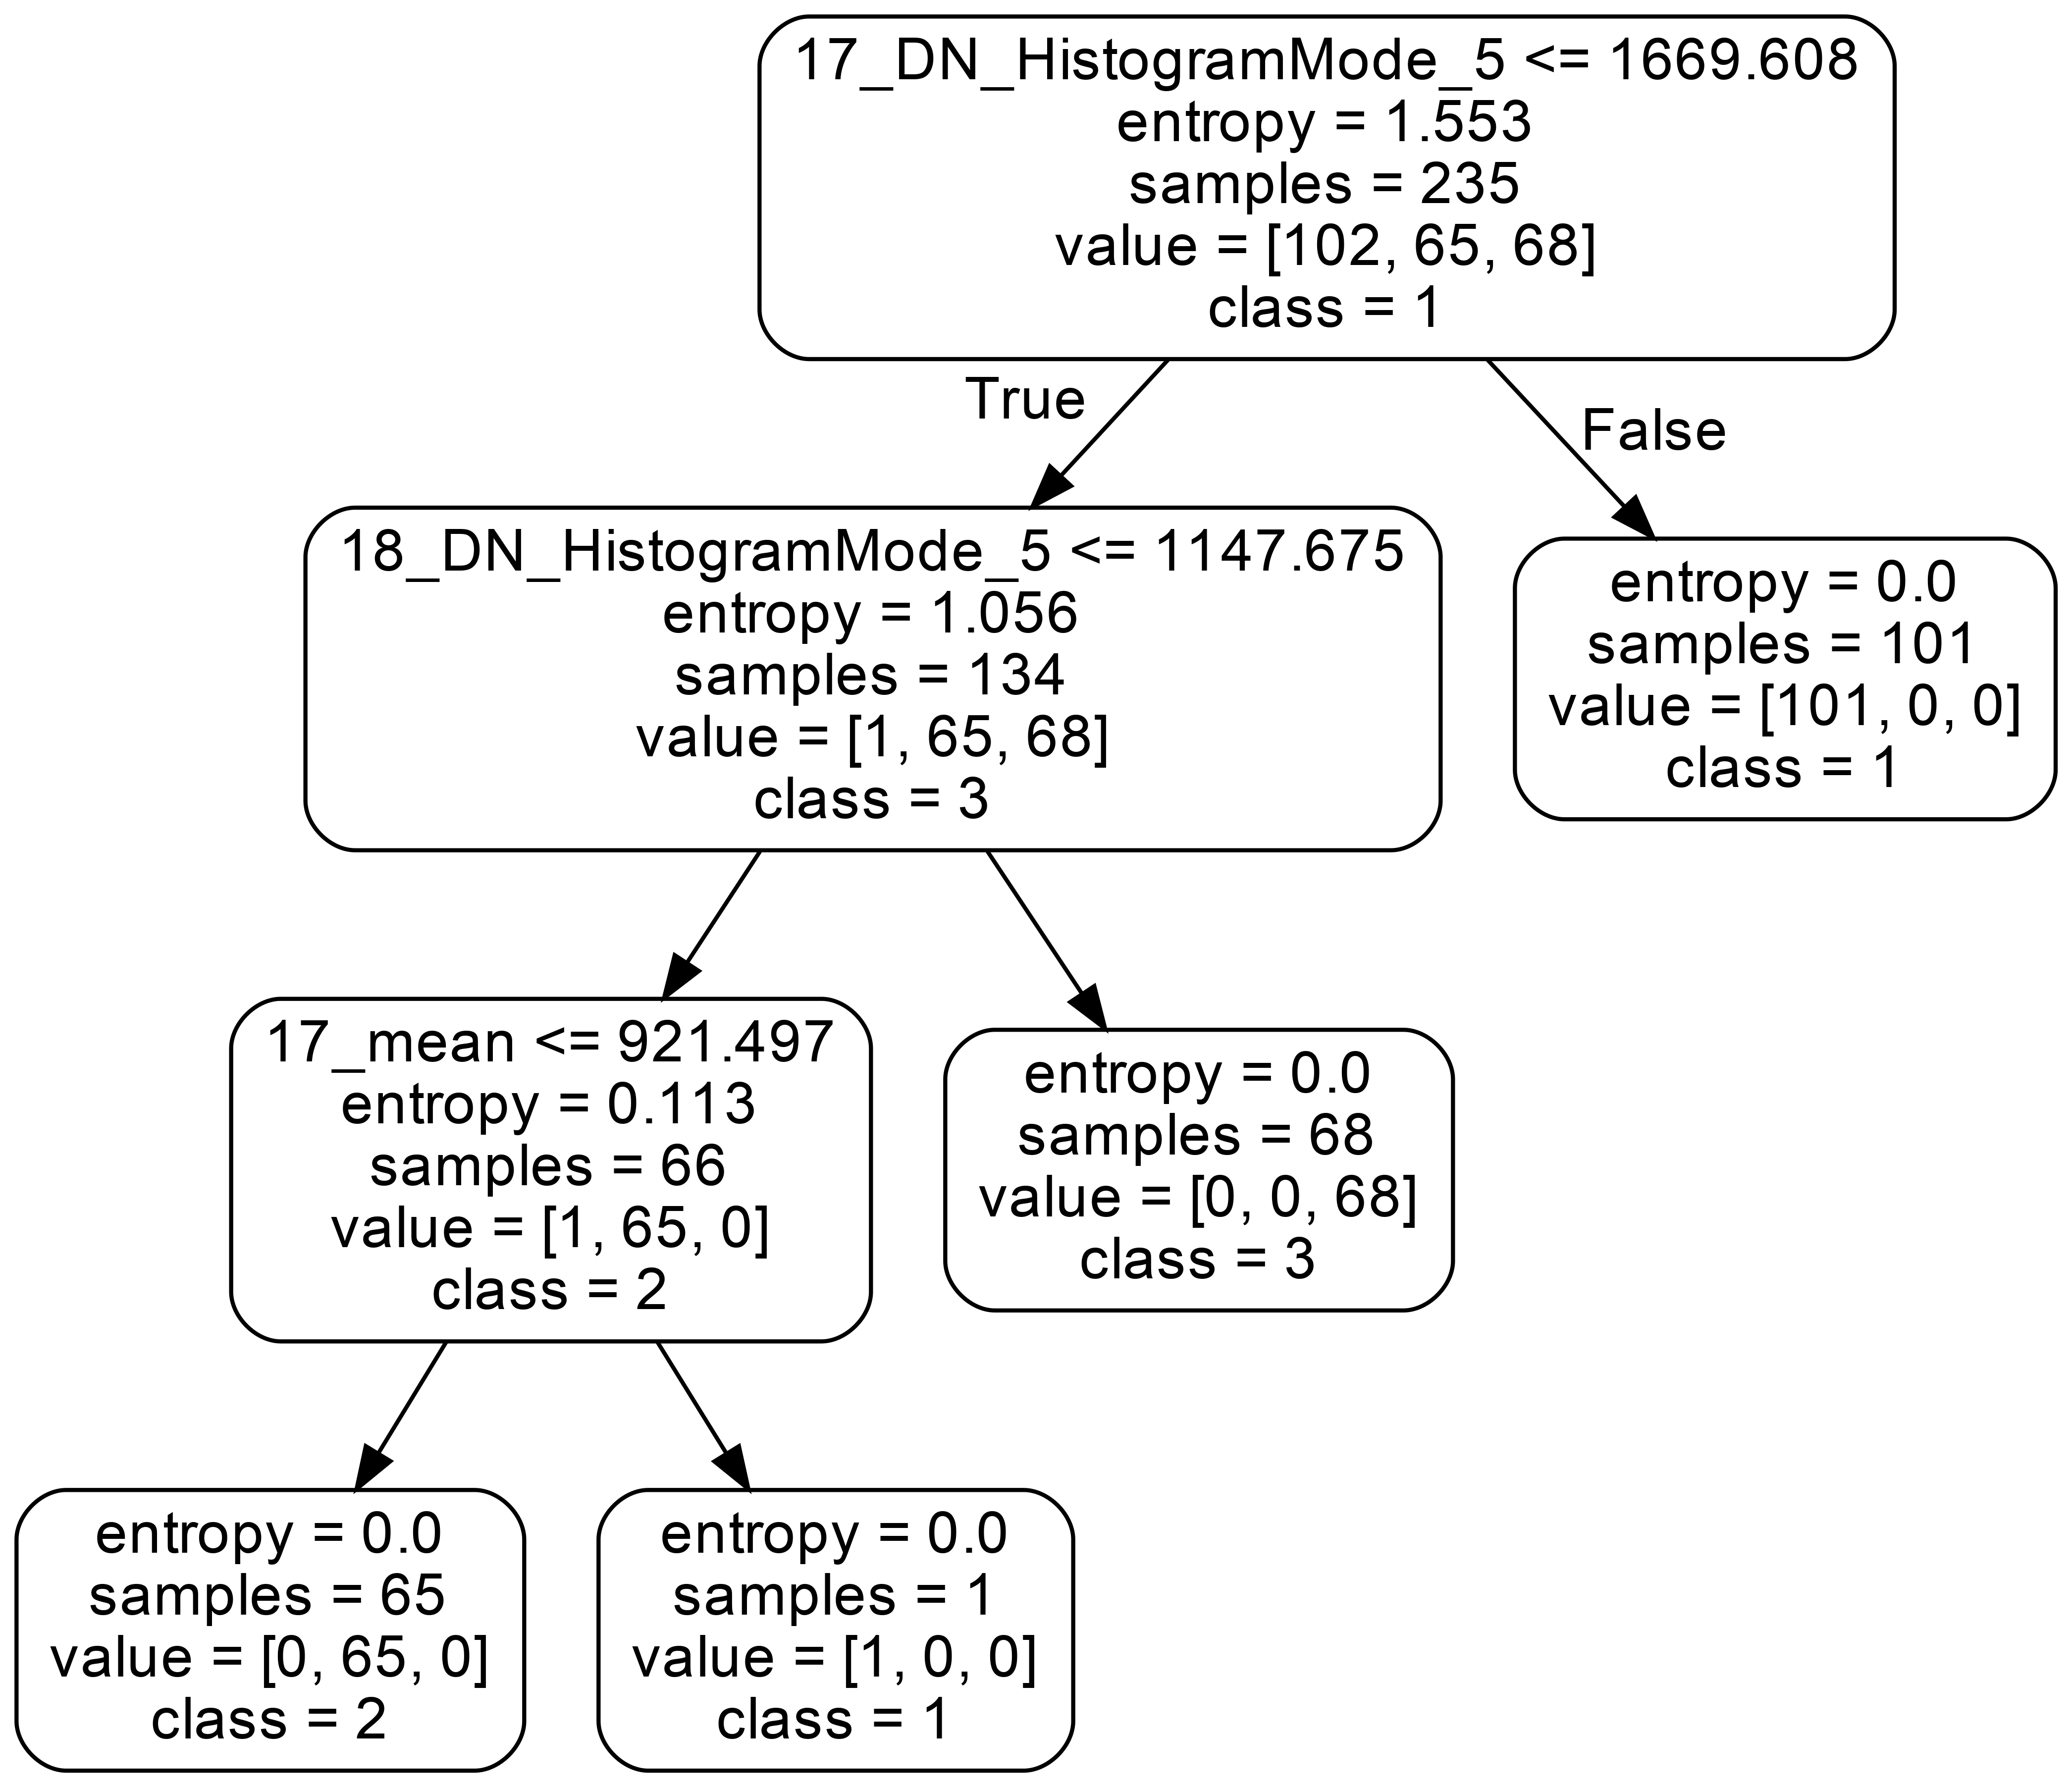 17_DN_HistogramMode_5 <= 1669.608
entropy = 1.553
samples = 235
value = [102, 65, 68]
class = 1
True
False
18_DN_HistogramMode_5 <= 1147.675
entropy = 1.056
samples = 134
value = [1, 65, 68]
class = 3
entropy = 0.0
samples = 101
value = [101, 0, 0]
class = 1
17_mean <= 921.497
entropy = 0.113
samples = 66
value = [1, 65, 0]
class = 2
entropy = 0.0
samples = 68
value = [0, 0, 68]
class = 3
entropy = 0.0
samples = 65
value = [0, 65, 0]
class = 2
entropy = 0.0
samples = 1
value = [1, 0, 0]
class = 1